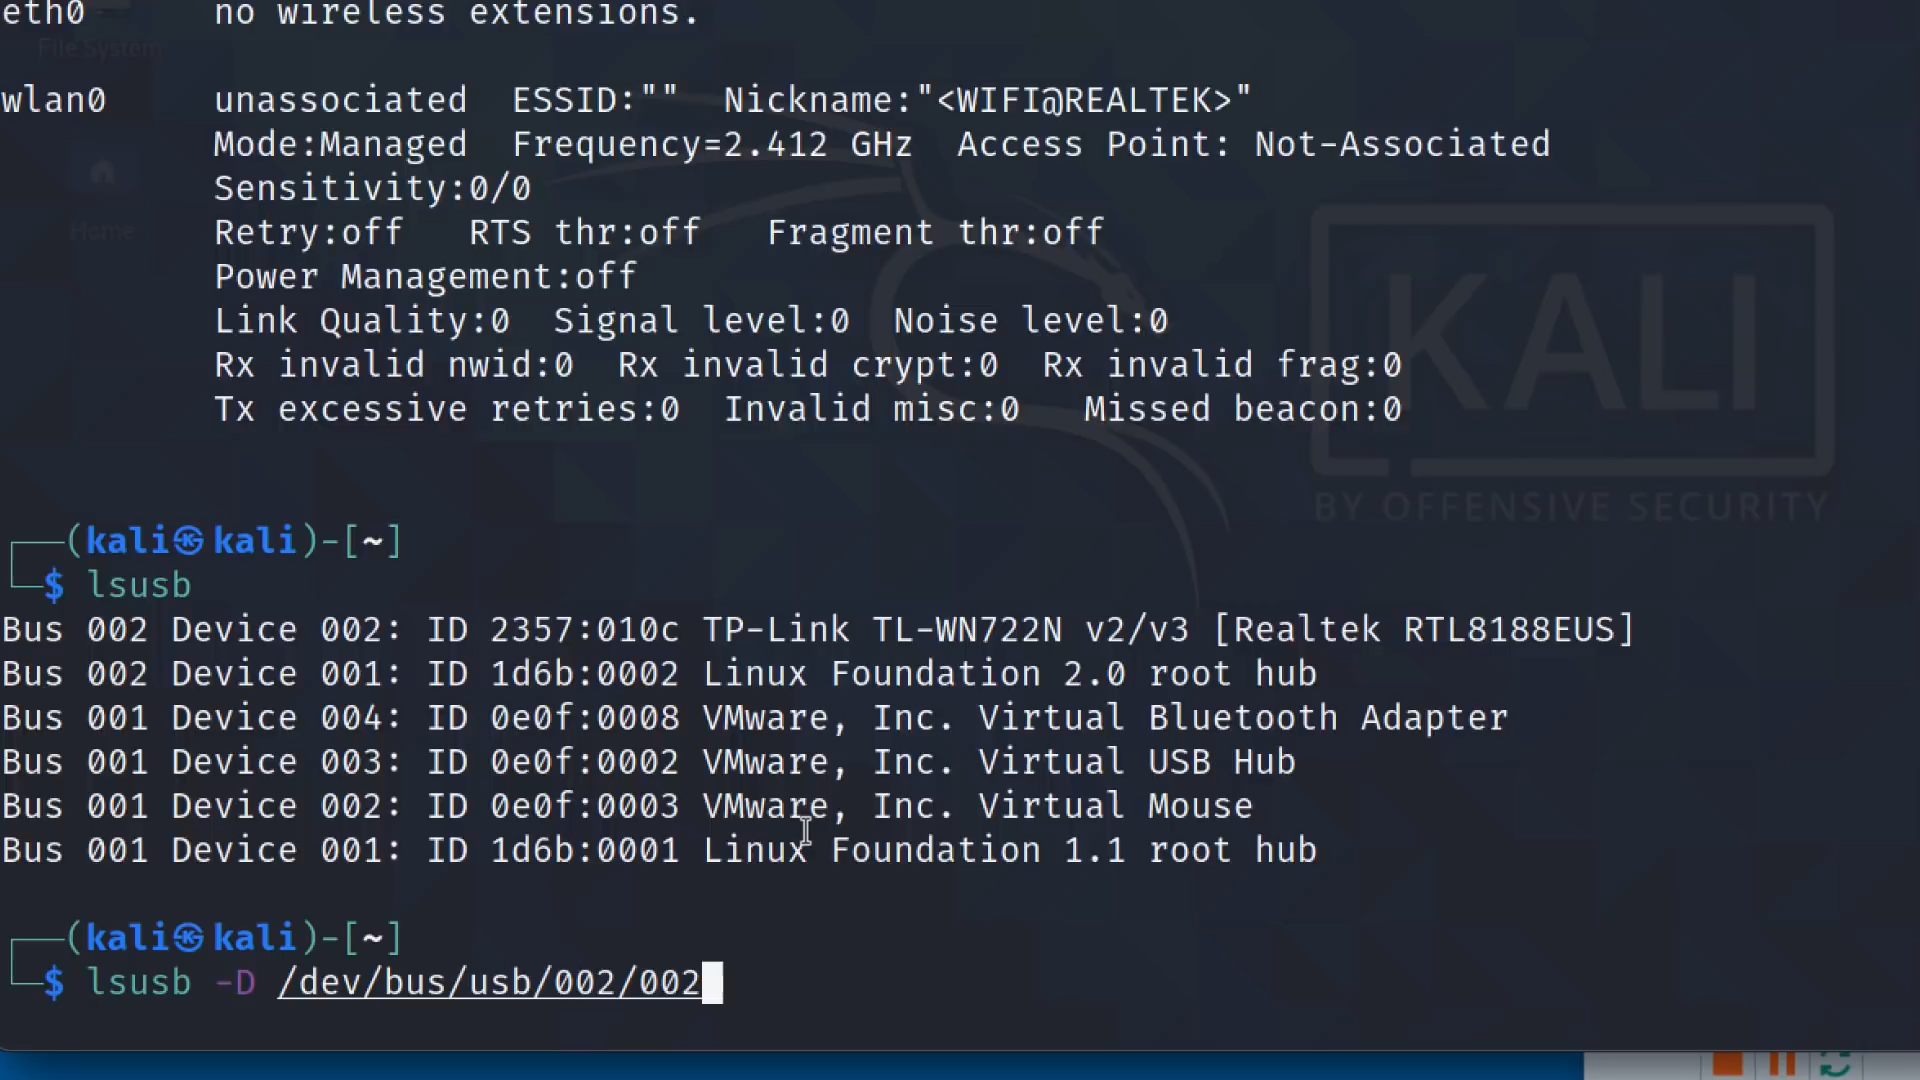 eth0 no wireless extensions.
File System
wlan0 unassociated ESSID:"" Nickname:"<WIFI@REALTEK>"
Mode:Managed Frequency=2.412 GHz Access Point: Not-Associated
Sensitivity:0/0
Retry:off RTS thr:off Fragment thr:off
Home
Power Management:off
Link Quality:0 Signal level:0 Noise level:0
Rx invalid nwid:0 Rx invalid crypt:0 Rx invalid frag:0
Tx excessive retries:0 Invalid misc:0 Missed beacon:0
KALI
BY OFFENSIVE SECURITY
┌──(kali㉿kali)-[~]
└─$ lsusb
Bus 002 Device 002: ID 2357:010c TP-Link TL-WN722N v2/v3 [Realtek RTL8188EUS]
Bus 002 Device 001: ID 1d6b:0002 Linux Foundation 2.0 root hub
Bus 001 Device 004: ID 0e0f:0008 VMware, Inc. Virtual Bluetooth Adapter
Bus 001 Device 003: ID 0e0f:0002 VMware, Inc. Virtual USB Hub
Bus 001 Device 002: ID 0e0f:0003 VMware, Inc. Virtual Mouse
Bus 001 Device 001: ID 1d6b:0001 Linux Foundation 1.1 root hub
┌──(kali㉿kali)-[~]
└─$ lsusb -D /dev/bus/usb/002/002